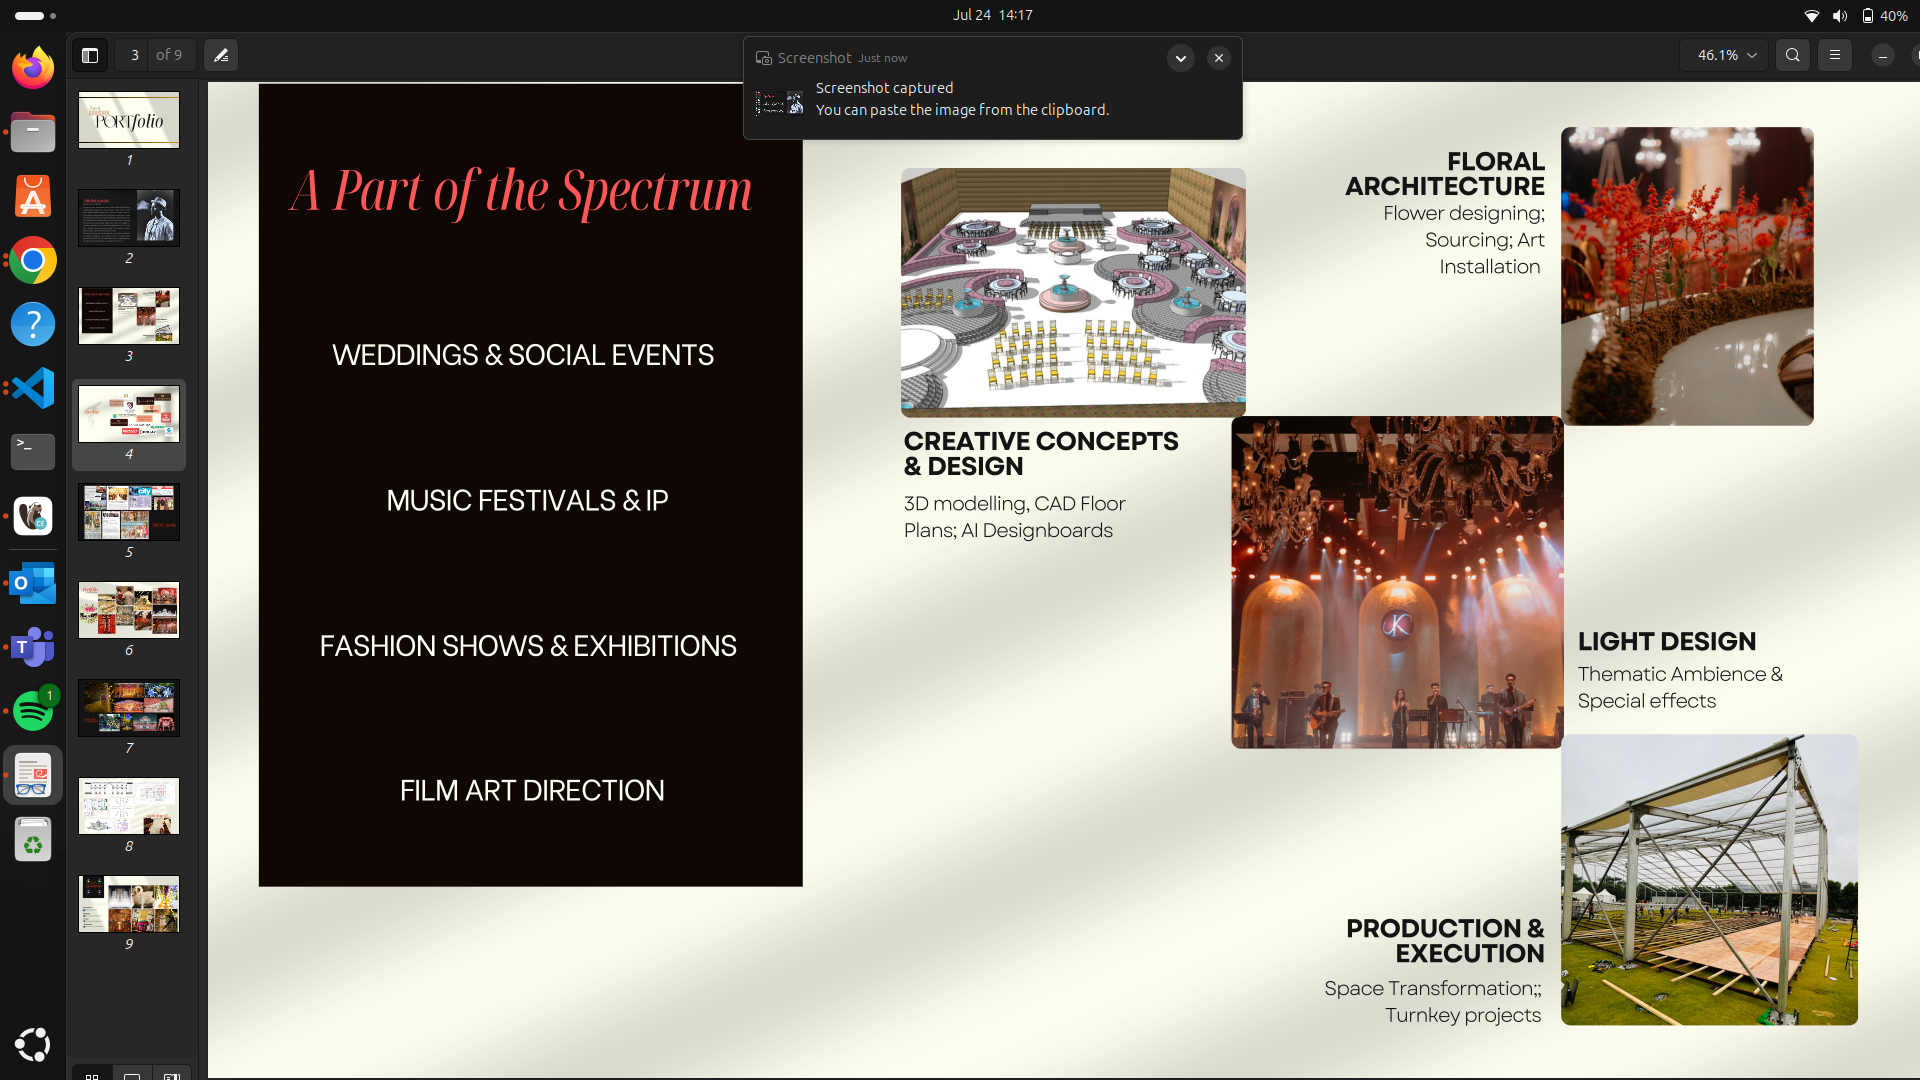 Jul 24 14:17
40%
3 of 9
Screenshot Just now
Screenshot captured
You can paste the image from the clipboard.
46.1%
PORTfolio
1
2
3
4
5
6
7
8
9
1
A Part of the Spectrum
WEDDINGS & SOCIAL EVENTS
MUSIC FESTIVALS & IP
FASHION SHOWS & EXHIBITIONS
FILM ART DIRECTION
CREATIVE CONCEPTS
& DESIGN
3D modelling, CAD Floor
Plans; AI Designboards
FLORAL
ARCHITECTURE
Flower designing;
Sourcing; Art
Installation
JK
LIGHT DESIGN
Thematic Ambience &
Special effects
PRODUCTION &
EXECUTION
Space Transformation;;
Turnkey projects